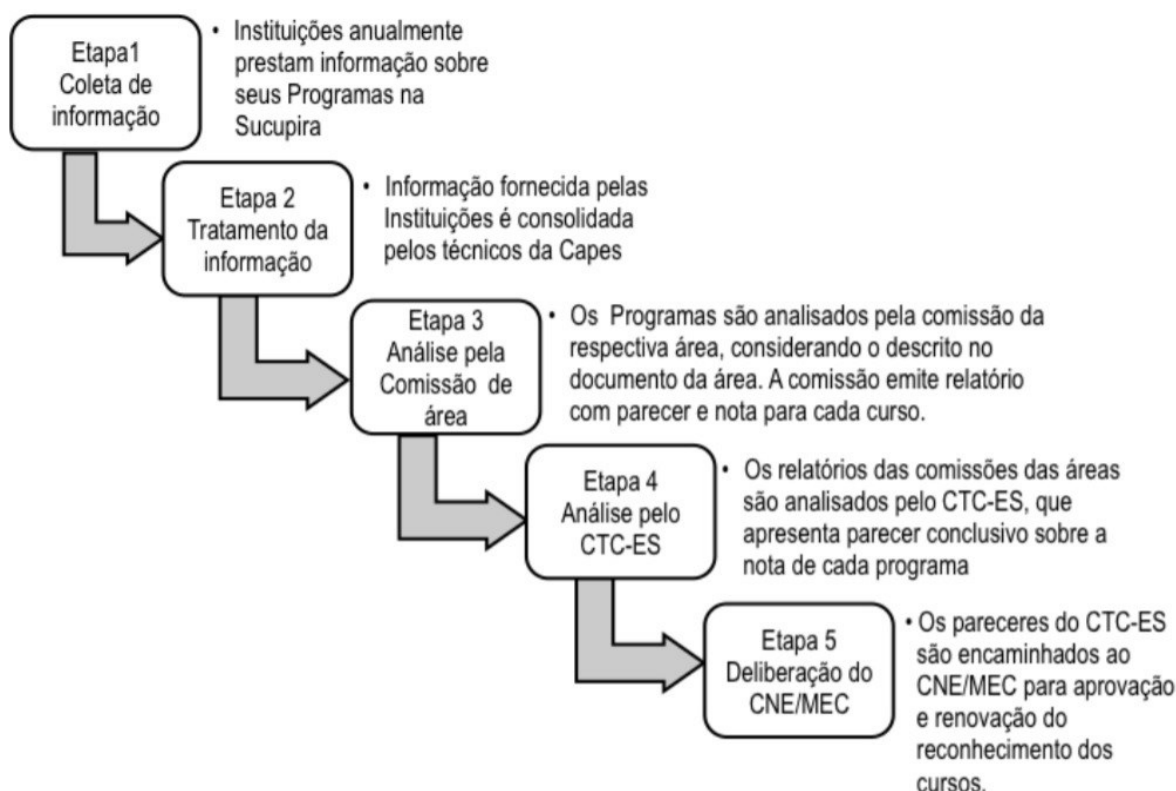 Etapa1
Coleta de
informação
• Instituições anualmente
prestam informação sobre
seus Programas na
Sucupira
Etapa 2
Tratamento da
informação
• Informação fornecida pelas
Instituições é consolidada
pelos técnicos da Capes
Etapa 3
Análise pela
Comissão de
área
• Os Programas são analisados pela comissão da
respectiva área, considerando o descrito no
documento da área. A comissão emite relatório
com parecer e nota para cada curso.
Etapa 4
Análise pelo
CTC-ES
• Os relatórios das comissões das áreas
são analisados pelo CTC-ES, que
apresenta parecer conclusivo sobre a
nota de cada programa
Etapa 5
Deliberação do
CNE/MEC
• Os pareceres do CTC-ES
são encaminhados ao
CNE/MEC para aprovação
e renovação do
reconhecimento dos
cursos.